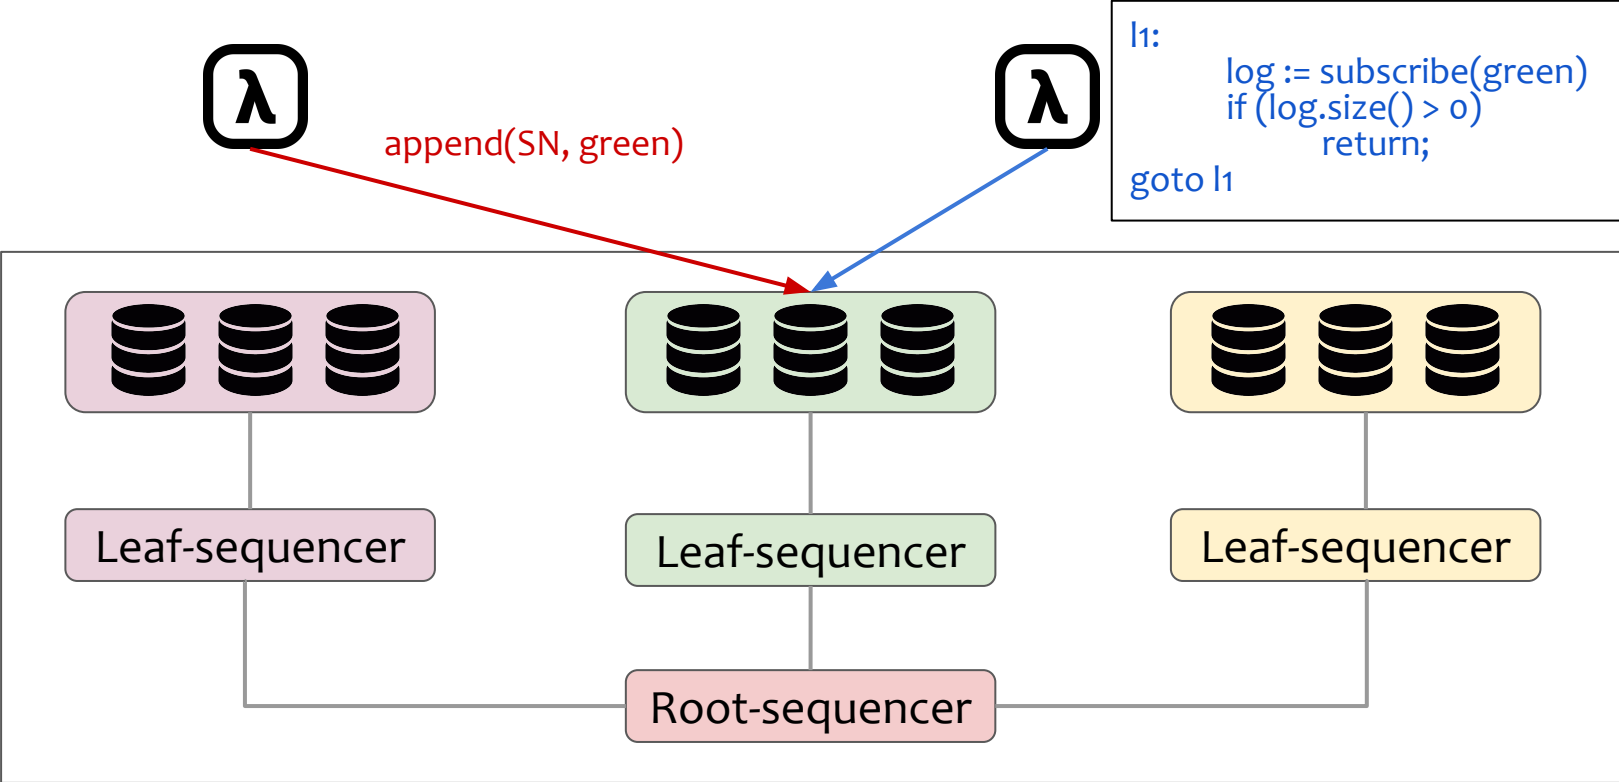 λ
λ
append(SN, green)
l1:
log := subscribe(green)
if (log.size() > 0)
return;
goto l1
Leaf-sequencer
Leaf-sequencer
Leaf-sequencer
Root-sequencer